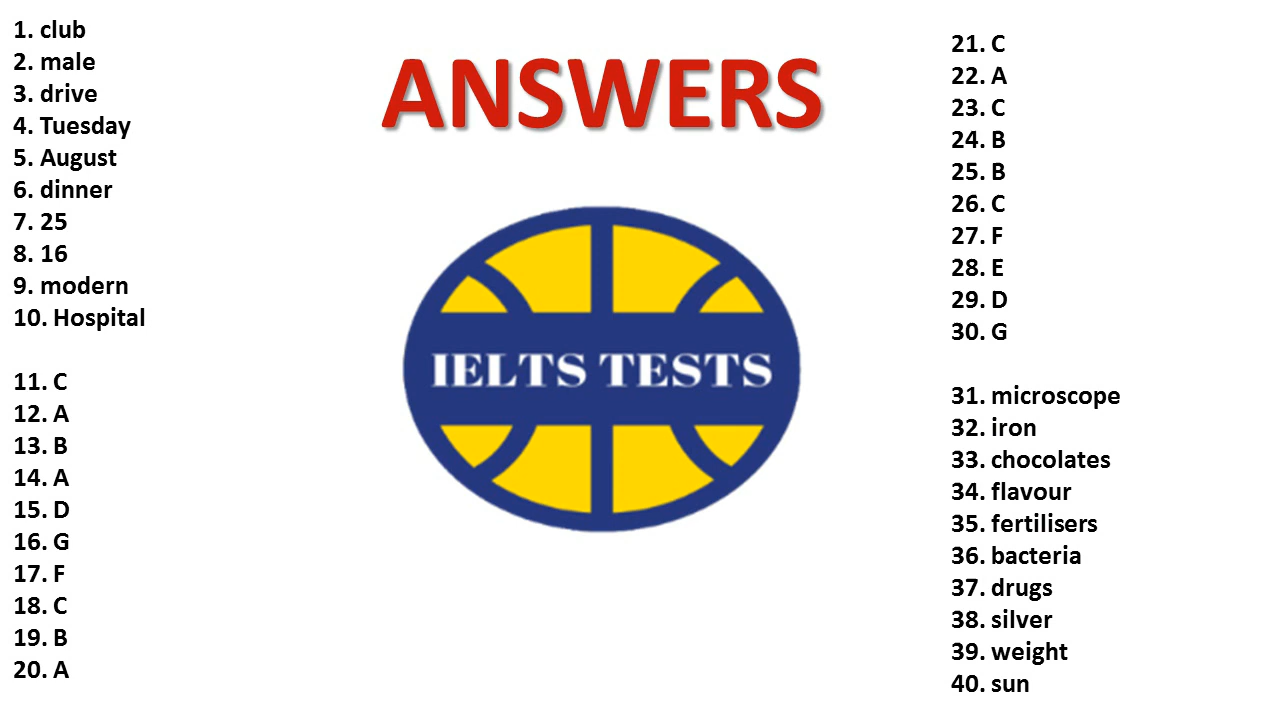 1. club
2. male
3. drive
4. Tuesday
5. August
6. dinner
7. 25
8. 16
9. modern
10. Hospital
11. C
12. A
13. B
14. A
15. D
16. G
17. F
18. C
19. B
20. A
ANSWERS
IELTS TESTS
21. C
22. A
23. C
24. B
25. B
26. C
27. F
28. E
29. D
30. G
31. microscope
32. iron
33. chocolates
34. flavour
35. fertilisers
36. bacteria
37. drugs
38. silver
39. weight
40. sun